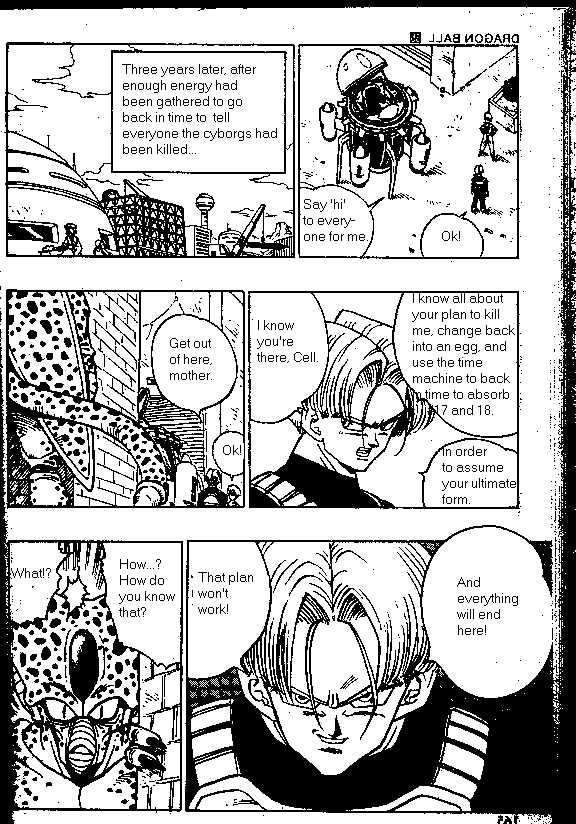 DRAGON BALL
Three years later, after
enough energy had
been gathered to go
back in time to tell
everyone the cyborgs had
been killed...
Say 'hi'
to every-
one for me.
Ok!
Get out
of here,
mother.
Ok!
I know
you're
there, Cell.
I know all about
your plan to kill
me, change back
into an egg, and
use the time
machine to back
in time to absorb
17 and 18.
In order
to assume
your ultimate
form.
What!?
How...?
How do
you know
that?
That plan
won't
work!
And
everything
will end
here!